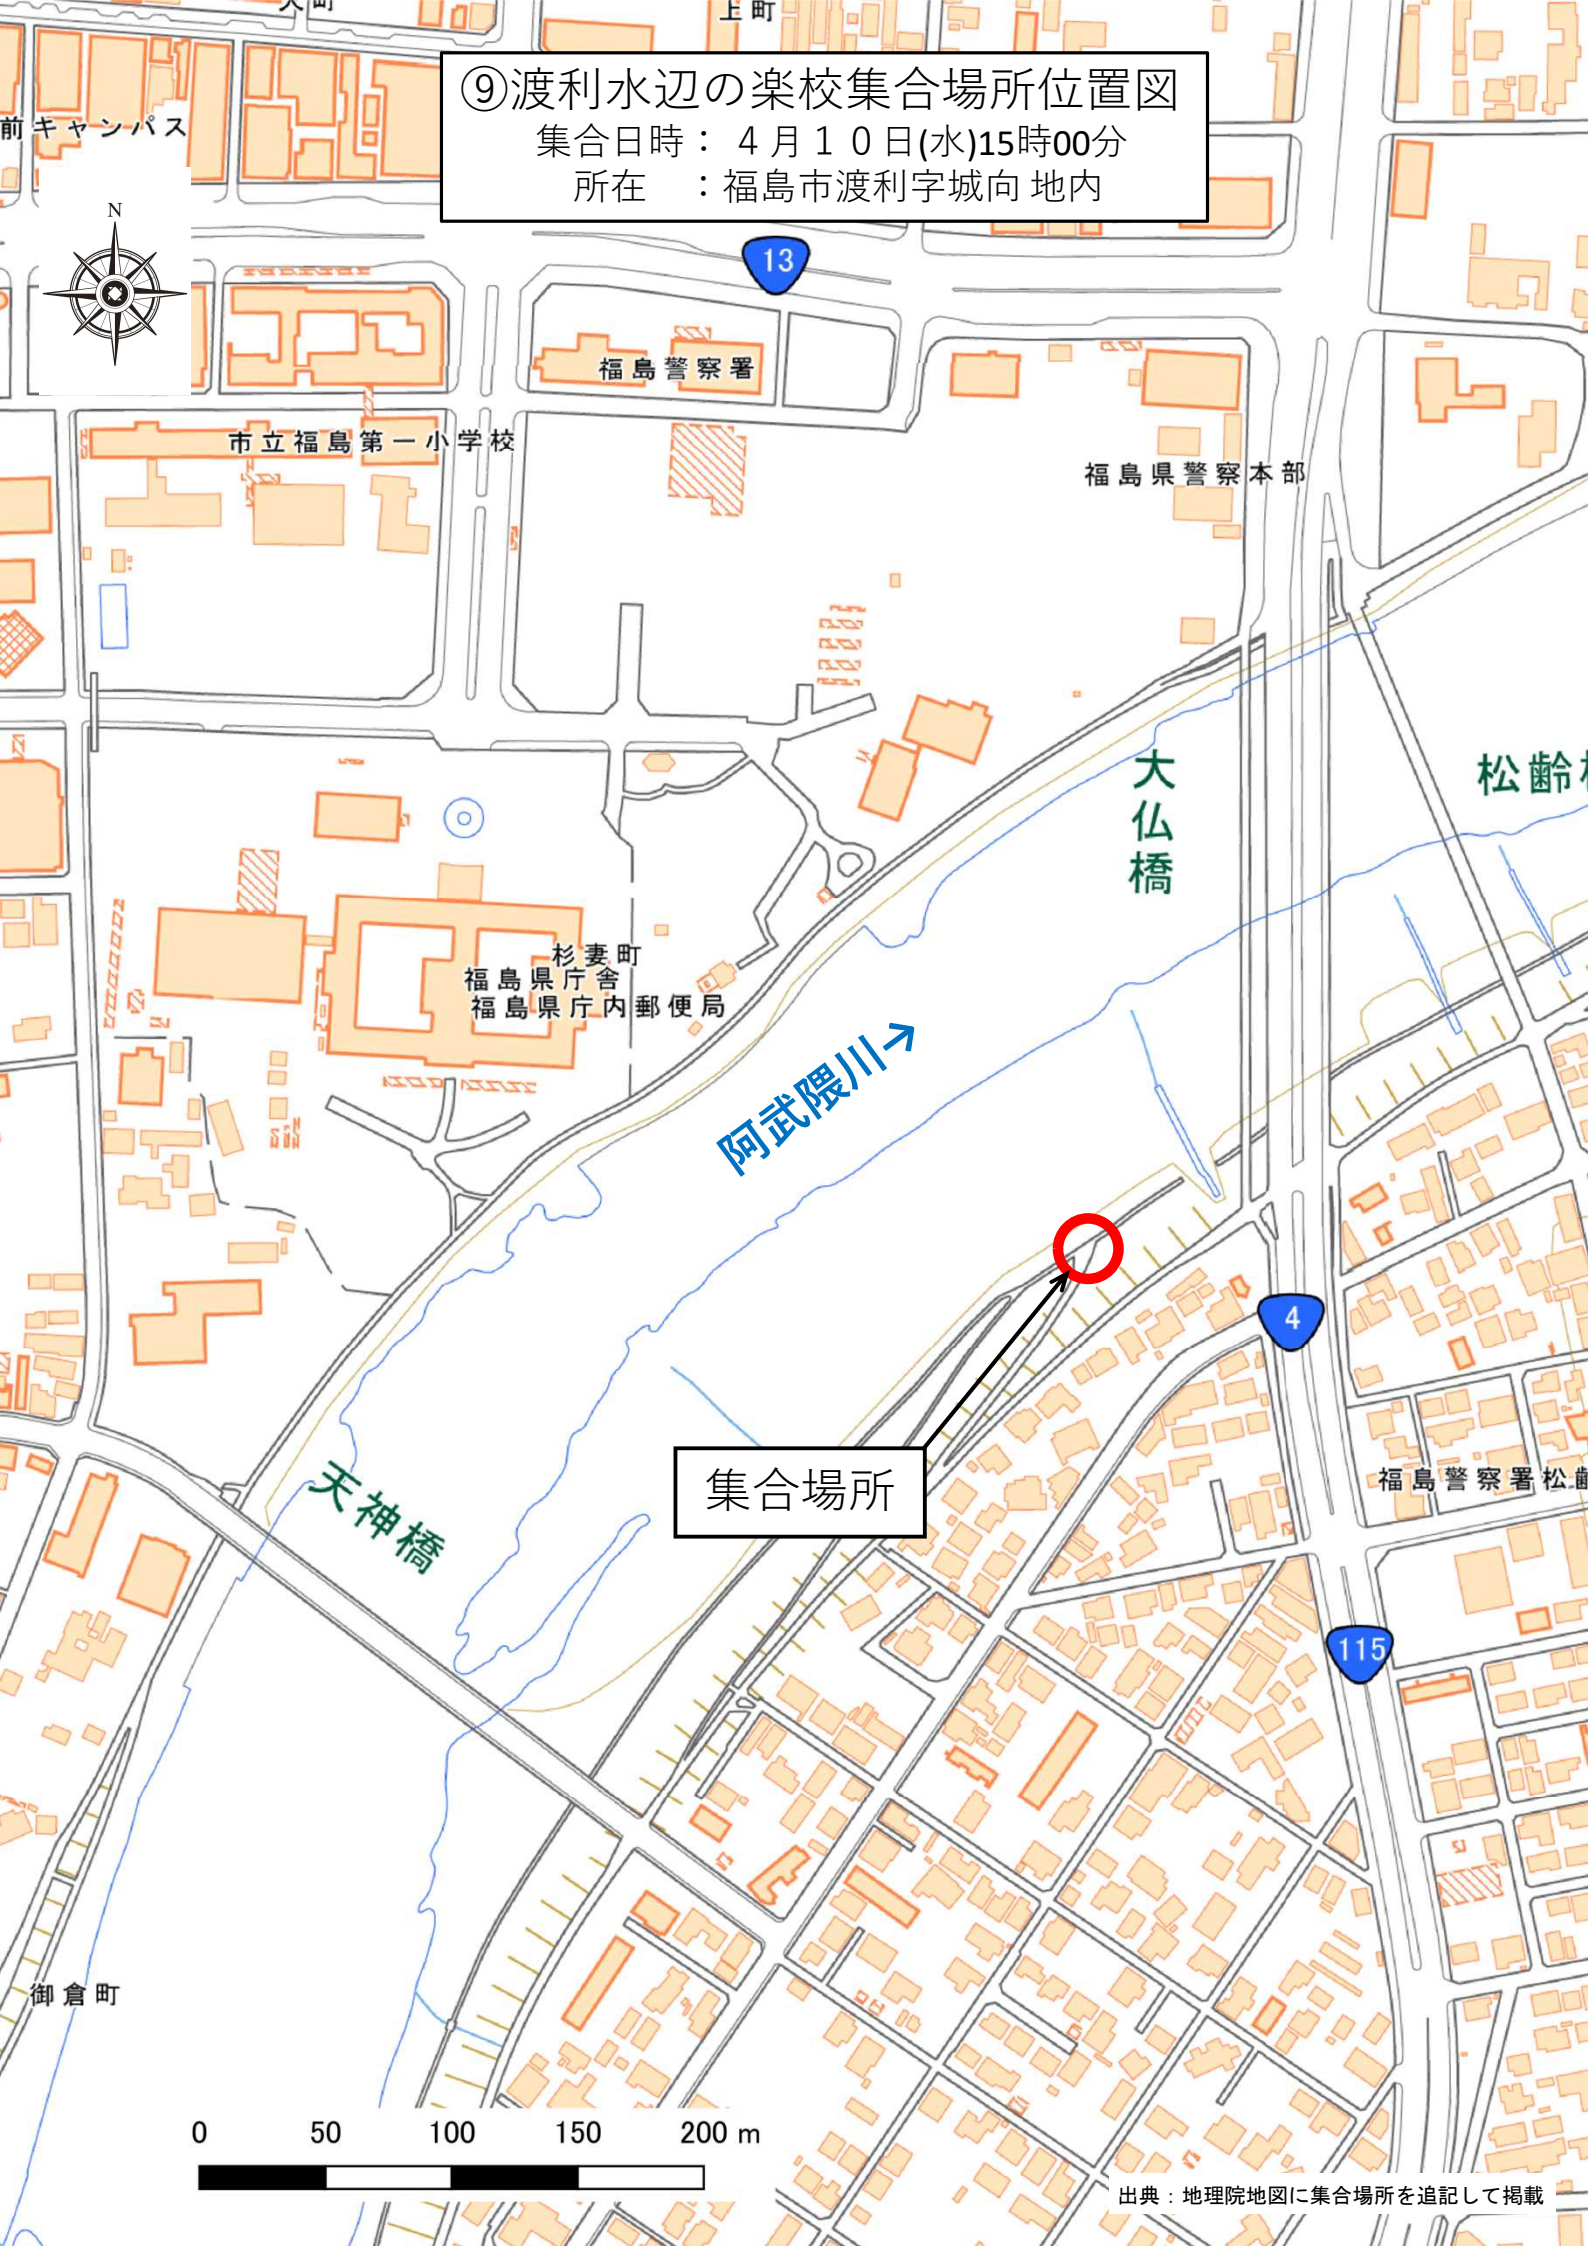 大町
上町
⑨渡利水辺の楽校集合場所位置図
集合日時：４月１０日(水)15時00分
所在　：福島市渡利字城向 地内
前キャンパス
N
13
福島警察署
市立福島第一小学校
福島県警察本部
大仏橋
松齢
杉妻町
福島県庁舎
福島県庁内郵便局
阿武隈川→
4
集合場所
天神橋
福島警察署松齢
115
御倉町
0 50 100 150 200 m
出典：地理院地図に集合場所を追記して掲載